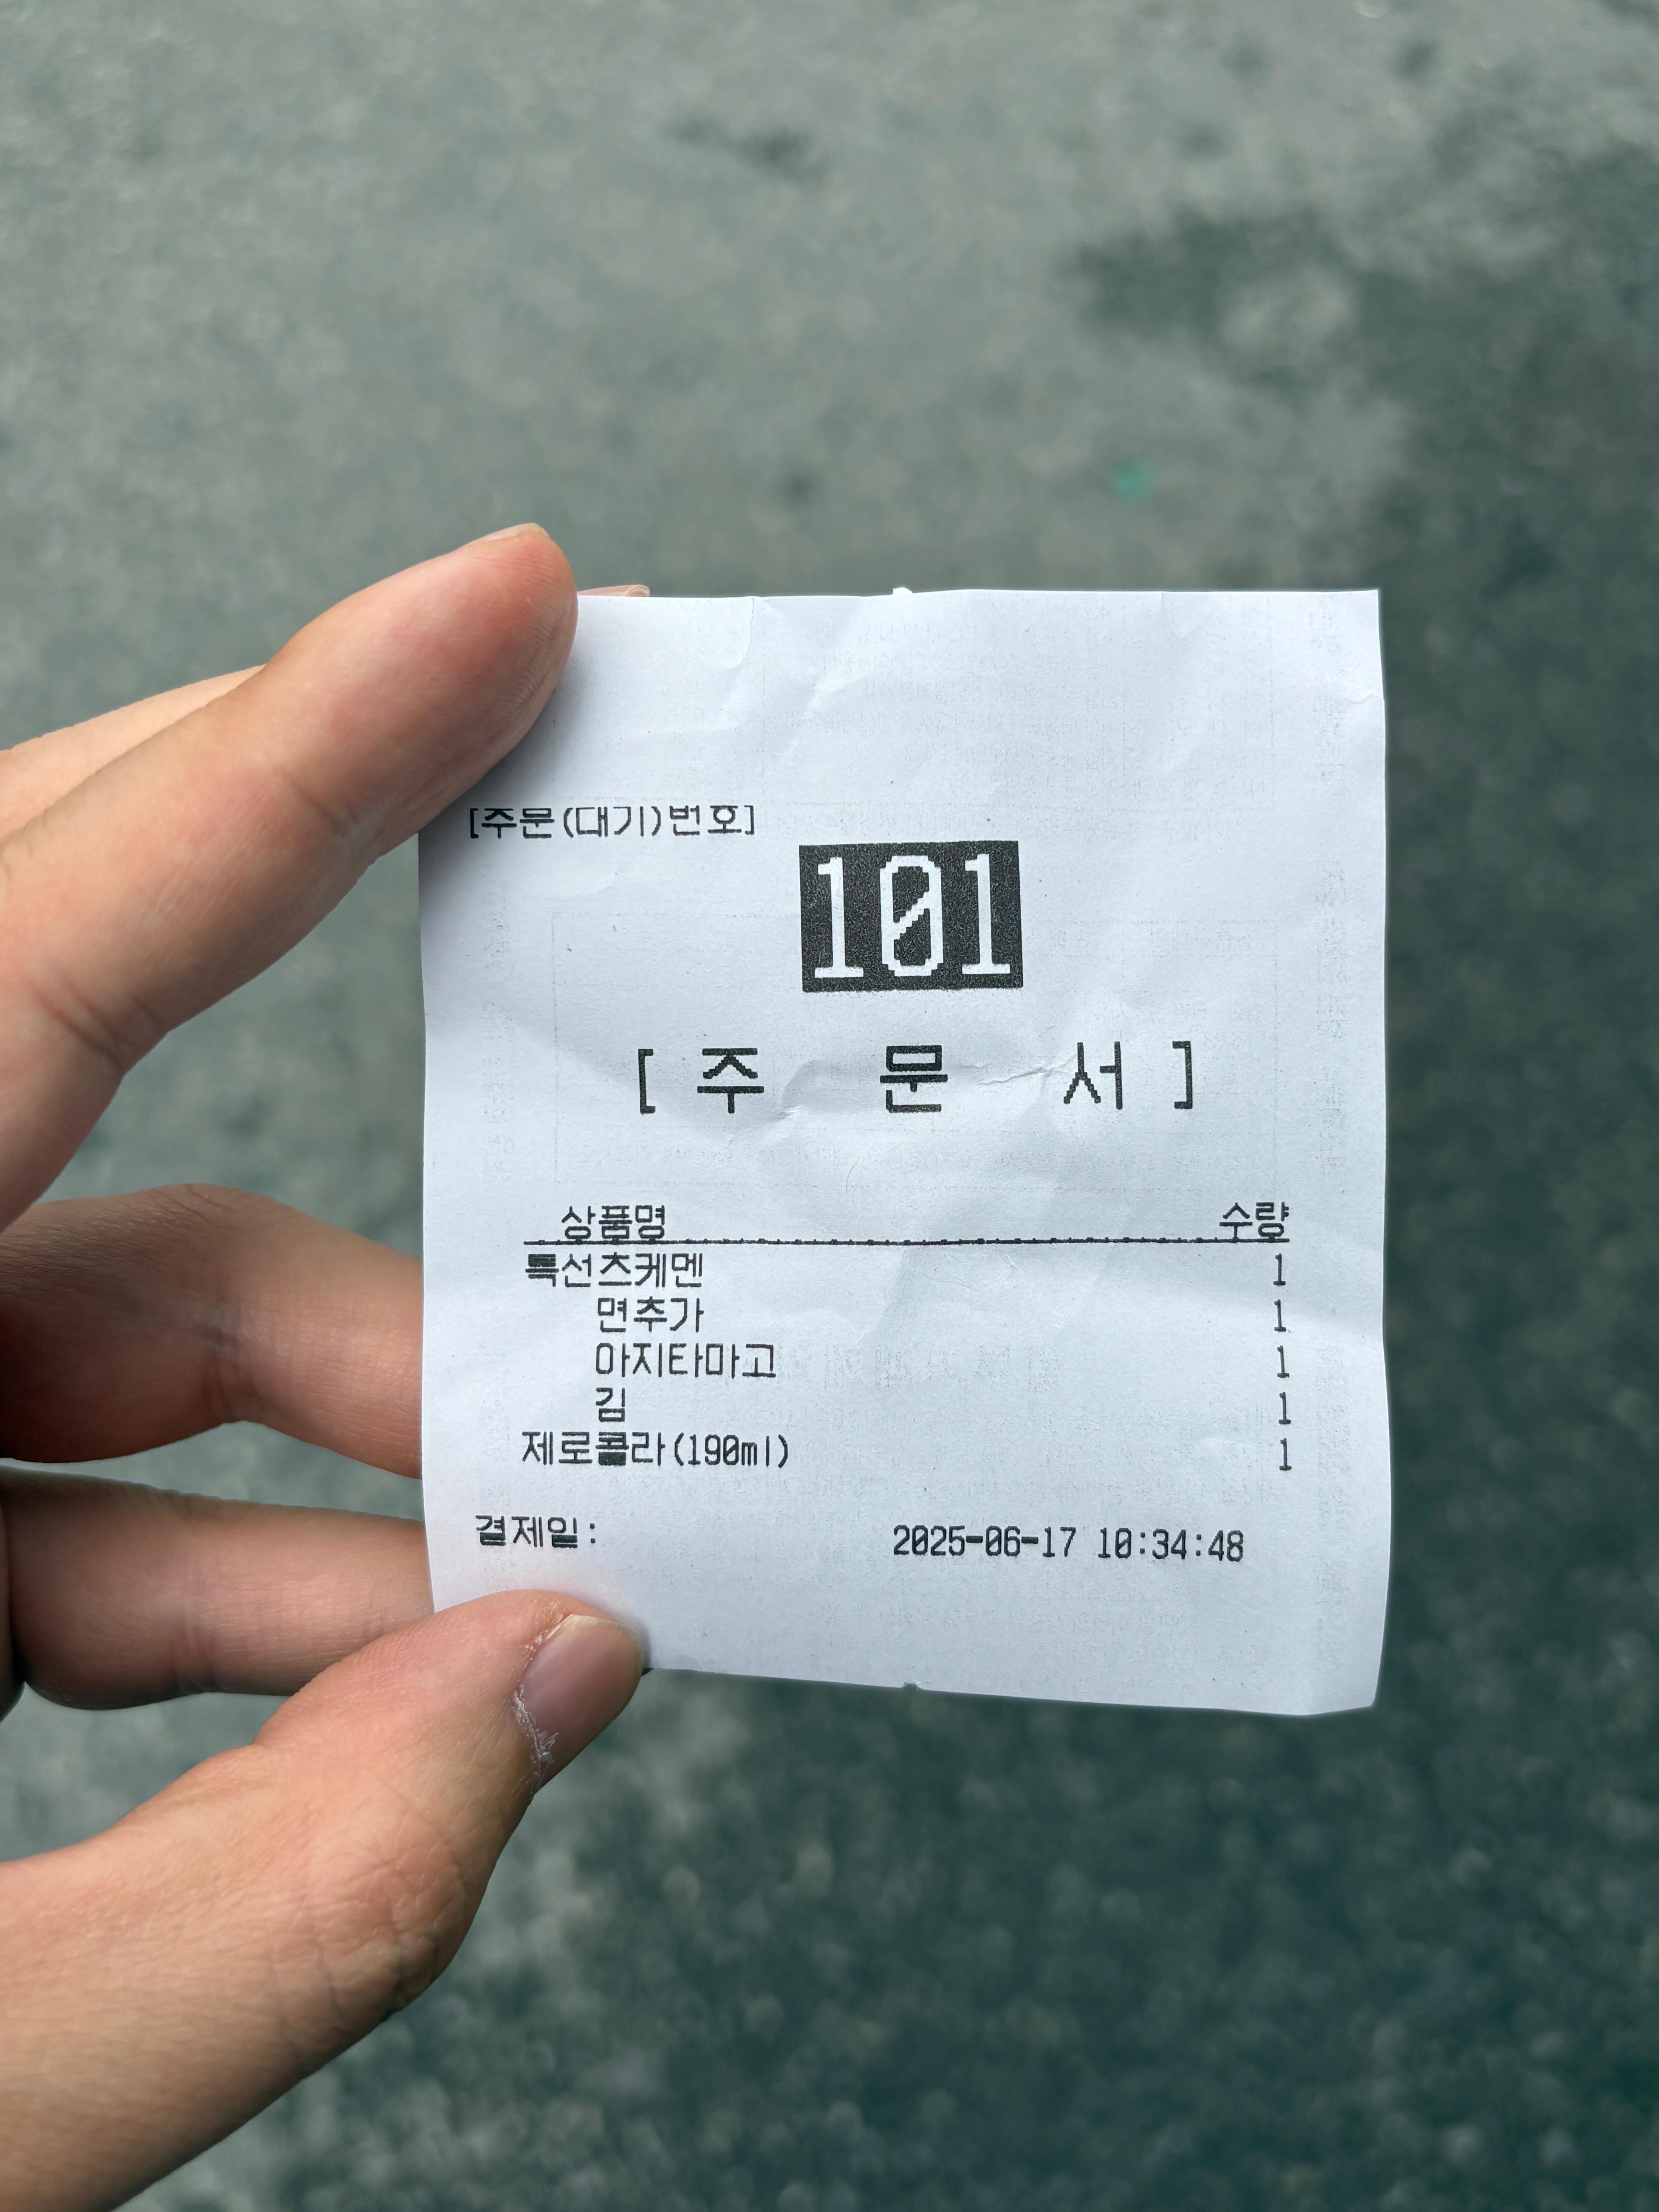 [주문(대기)번호]
101
[ 주 문 서 ]
상품명 수량
특선츠케멘 1
면추가 1
아지타마고 1
김 1
제로콜라(190ml) 1
결제일: 2025-06-17 10:34:48